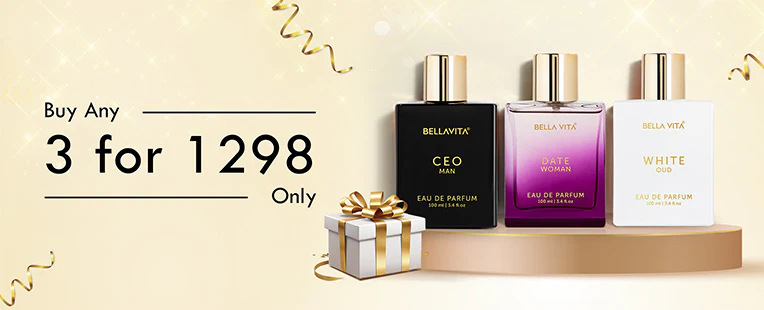 Buy Any
3 for 1298
Only
BELLAVITA®
CEO
MAN
EAU DE PARFUM
100 ml | 3.4 fl oz
BELLA VITA®
DATE
WOMAN
EAU DE PARFUM
100 ml | 3.4 fl oz
BELLA VITA®
WHITE
OUD
EAU DE PARFUM
100 ml | 3.4 fl oz